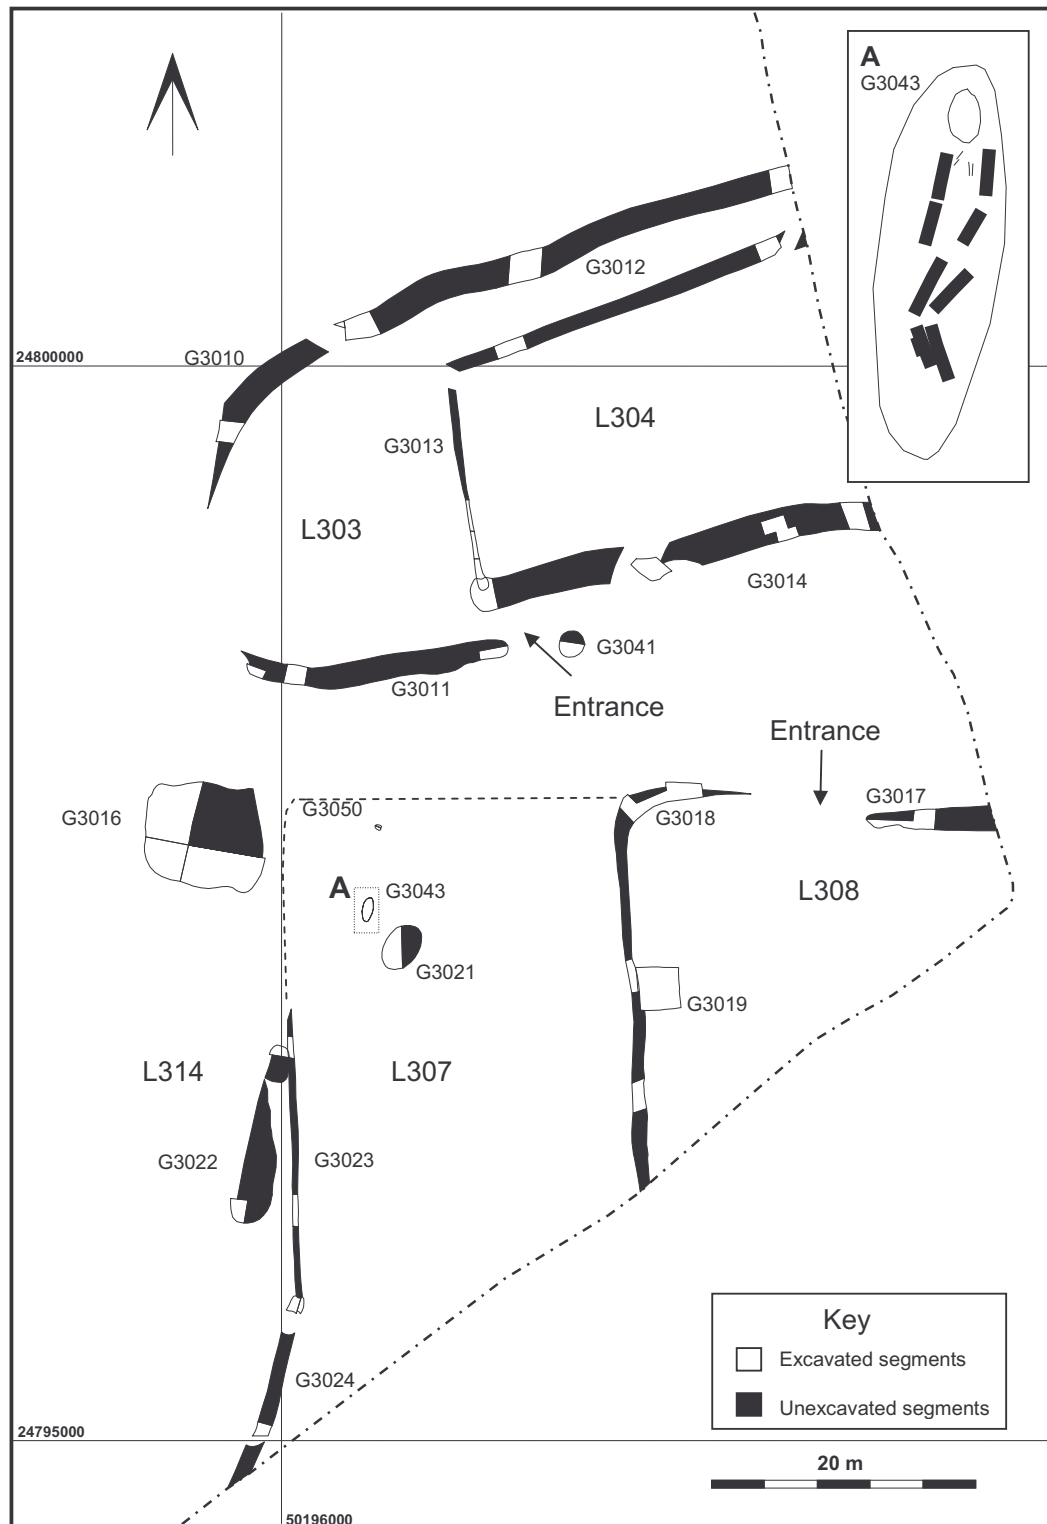 A
G3043
G3012
24800000
G3010
L304
G3013
L303
G3014
G3041
G3011
Entrance
Entrance
G3017
G3050
G3016
G3018
A
G3043
L308
G3021
G3019
L314
L307
G3022
G3023
Key
Excavated segments
G3024
Unexcavated segments
24795000
20 m
50196000